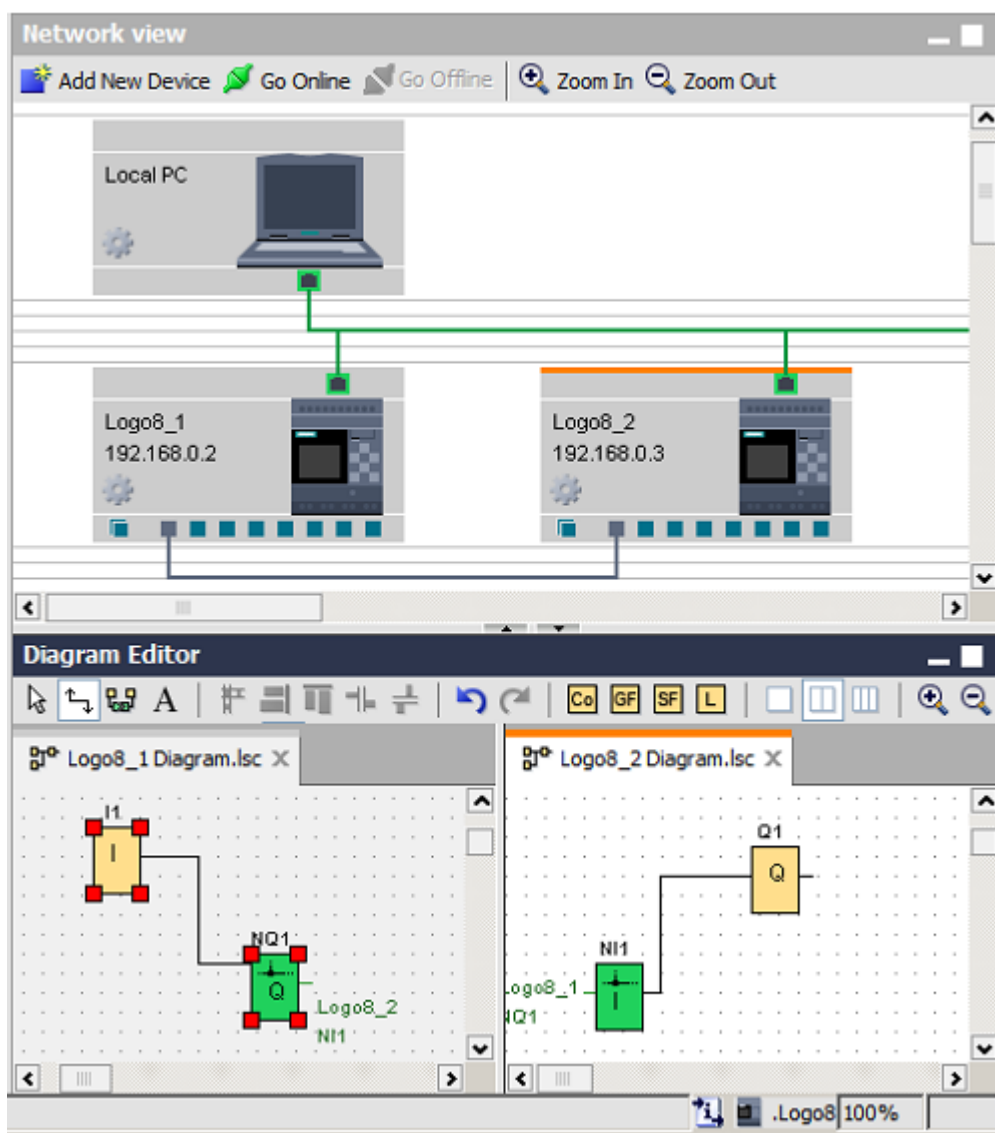 Network view
Add New Device Go Online Go Offline Zoom In Zoom Out
Local PC
Logo8_1
192.168.0.2
Logo8_2
192.168.0.3
Diagram Editor
A Co GF SF L
Logo8_1 Diagram.lsc
I1
I
NQ1
Q
Logo8_2
NI1
Logo8_2 Diagram.lsc
Q1
Q
NI1
I
ogo8_1
Q1
.Logo8 100%